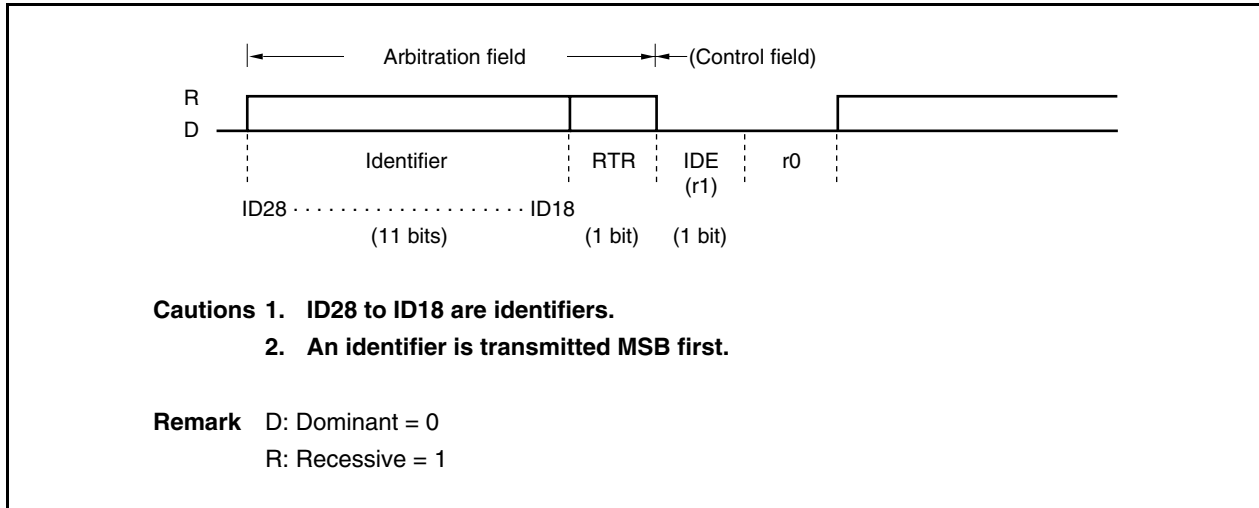 Arbitration field (Control field)
R
D
Identifier RTR IDE r0
(r1)
ID28 · · · · · · · · · · · · · · · · · · · · ID18
(11 bits) (1 bit) (1 bit)
Cautions 1. ID28 to ID18 are identifiers.
2. An identifier is transmitted MSB first.
Remark D: Dominant = 0
R: Recessive = 1